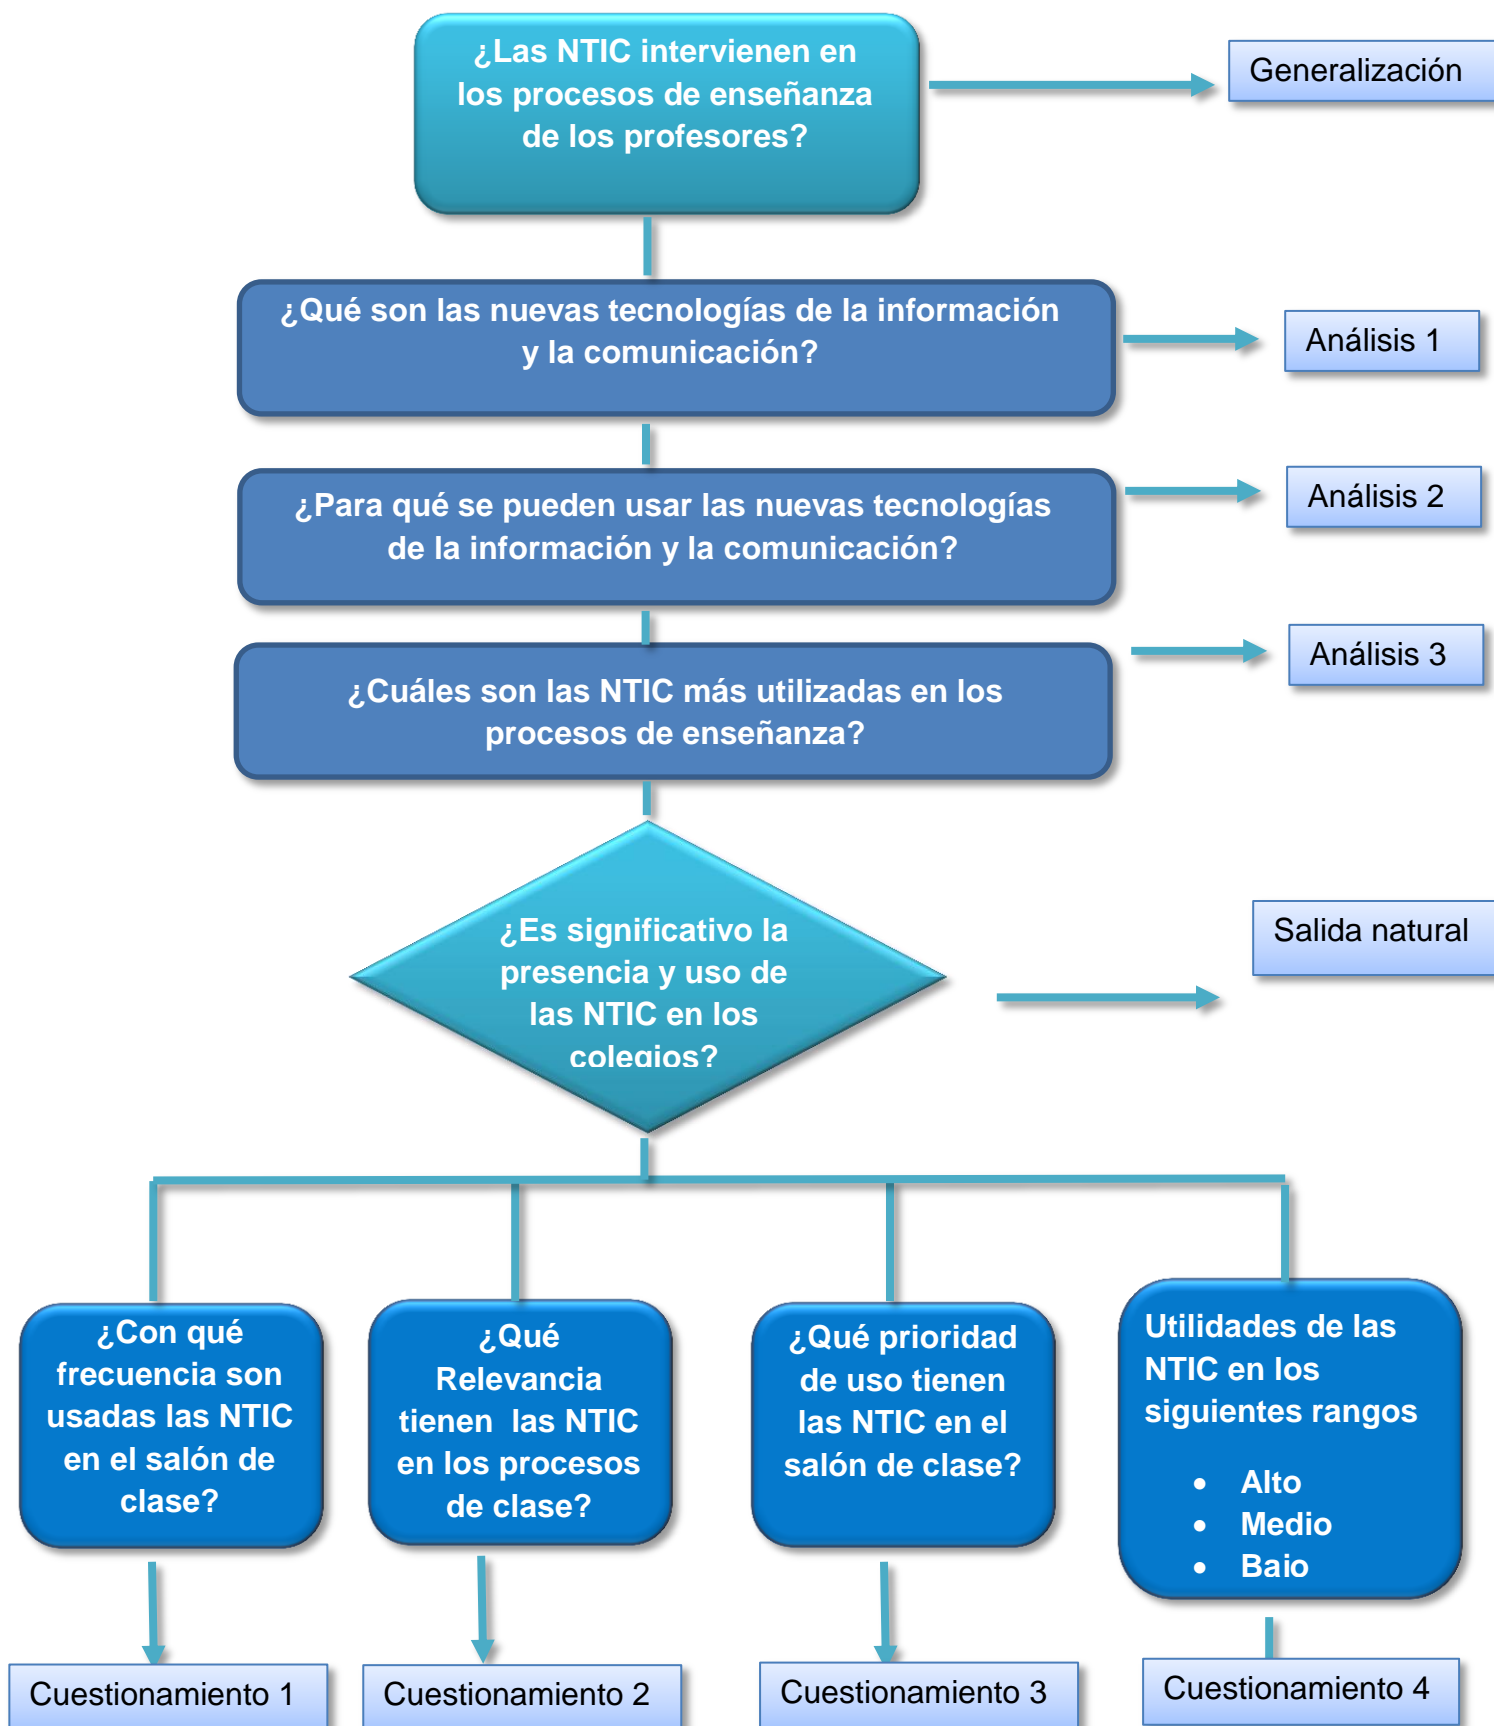 ¿Las NTIC intervienen en
los procesos de enseñanza
de los profesores?
Generalización
¿Qué son las nuevas tecnologías de la información
y la comunicación?
Análisis 1
¿Para qué se pueden usar las nuevas tecnologías
de la información y la comunicación?
Análisis 2
¿Cuáles son las NTIC más utilizadas en los
procesos de enseñanza?
Análisis 3
¿Es significativo la
presencia y uso de
las NTIC en los
colegios?
Salida natural
¿Con qué
frecuencia son
usadas las NTIC
en el salón de
clase?
¿Qué
Relevancia
tienen las NTIC
en los procesos
de clase?
¿Qué prioridad
de uso tienen
las NTIC en el
salón de clase?
Utilidades de las
NTIC en los
siguientes rangos
• Alto
• Medio
• Bajo
Cuestionamiento 1
Cuestionamiento 2
Cuestionamiento 3
Cuestionamiento 4